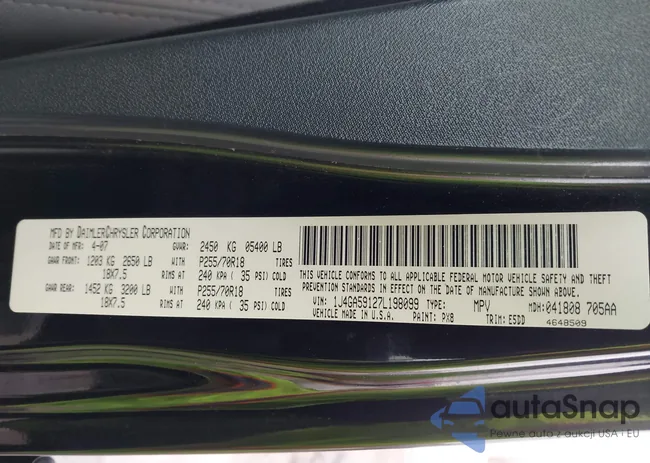 MFD BY DAIMLERCHRYSLER CORPORATION
DATE OF MFR: 4-07 GVWR: 2450 KG 05400 LB
GAWR FRONT: 1203 KG 2650 LB WITH P255/70R18 TIRES
18X7.5 RIMS AT 240 KPA ( 35 PSI) COLD
GAWR REAR: 1452 KG 3200 LB WITH P255/70R18 TIRES
18X7.5 RIMS AT 240 KPA ( 35 PSI) COLD
THIS VEHICLE CONFORMS TO ALL APPLICABLE FEDERAL MOTOR VEHICLE SAFETY AND THEFT
PREVENTION STANDARDS IN EFFECT ON THE DATE OF MANUFACTURE SHOWN ABOVE.
VIN: 1J4GA59127L198099 TYPE: MPV MDH: 041808 705AA
MADE IN U.S.A. PAINT: PXB TRIM: E5DD 4648509
autaSnap
Pewne auto z aukcji USA i EU